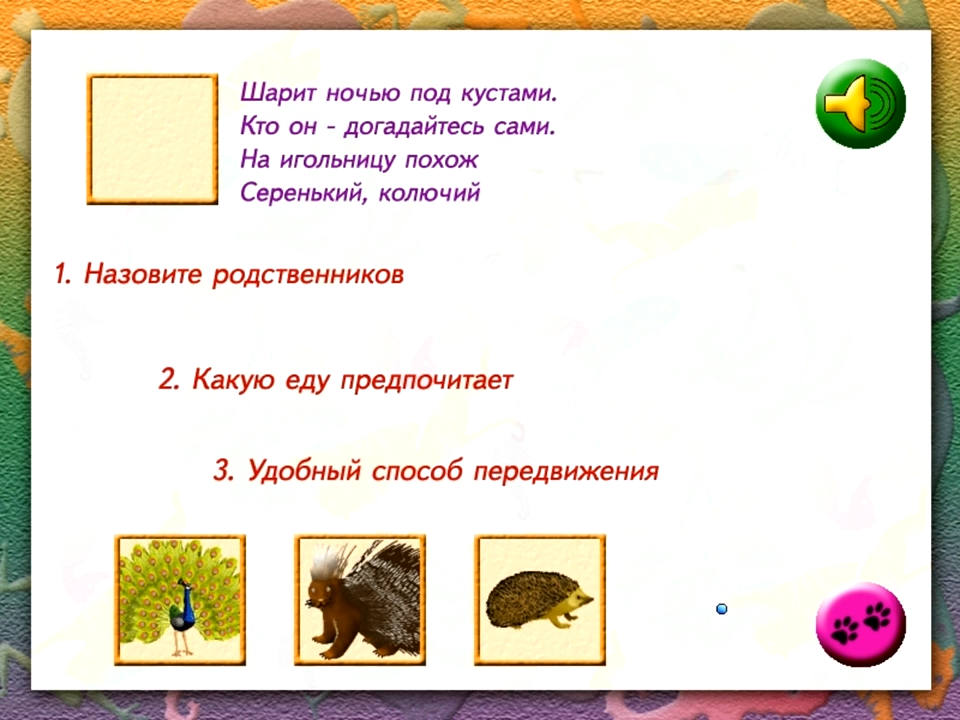 Шарит ночью под кустами.
Кто он - догадайтесь сами.
На игольницу похож
Серенький, колючий
1. Назовите родственников
2. Какую еду предпочитает
3. Удобный способ передвижения